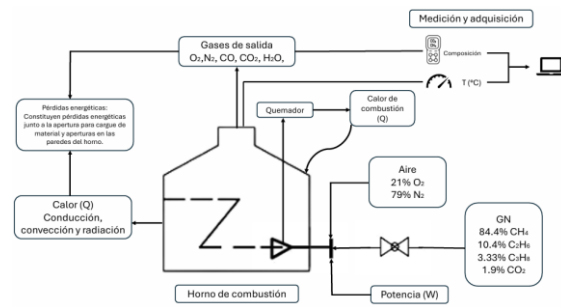 Medición y adquisición
Gases de salida
O₂,N₂, CO, CO₂, H₂O,
Composición
T (ºC)
Pérdidas energéticas:
Constituyen pérdidas energéticas
junto a la apertura para cargue de
material y aperturas en las
paredes del horno.
Quemador
Calor de
combustión
(Q)
Aire
21% O₂
79% N₂
Calor (Q)
Conducción,
convección y radiación
GN
84.4% CH₄
10.4% C₂H₆
3.33% C₃H₈
1.9% CO₂
Horno de combustión
Potencia (W)